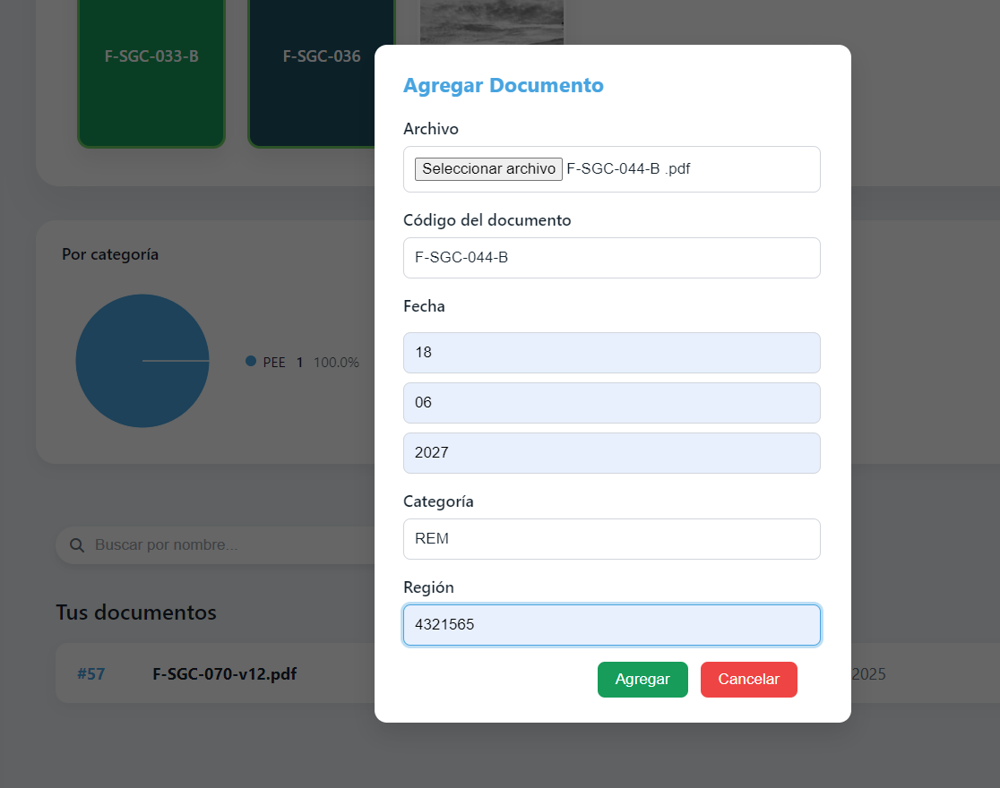 F-SGC-033-B
F-SGC-036
Agregar Documento
Archivo
Seleccionar archivo F-SGC-044-B .pdf
Código del documento
F-SGC-044-B
Fecha
18
06
2027
Categoría
REM
Región
4321565
Agregar
Cancelar
Por categoría
PEE 1 100.0%
Buscar por nombre...
Tus documentos
#57 F-SGC-070-v12.pdf 2025